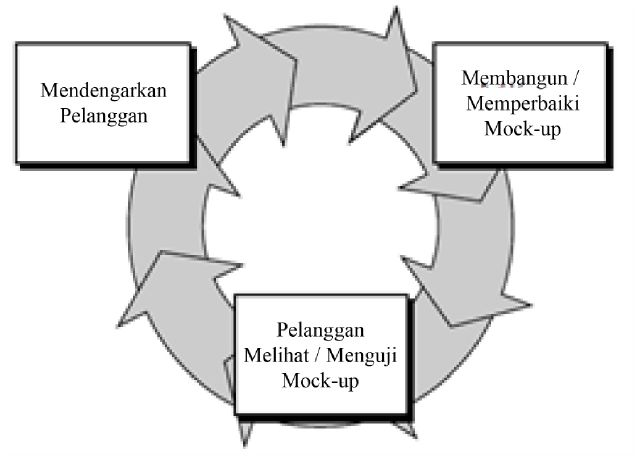 Mendengarkan
Pelanggan
Membangun /
Memperbaiki
Mock-up
Pelanggan
Melihat / Menguji
Mock-up